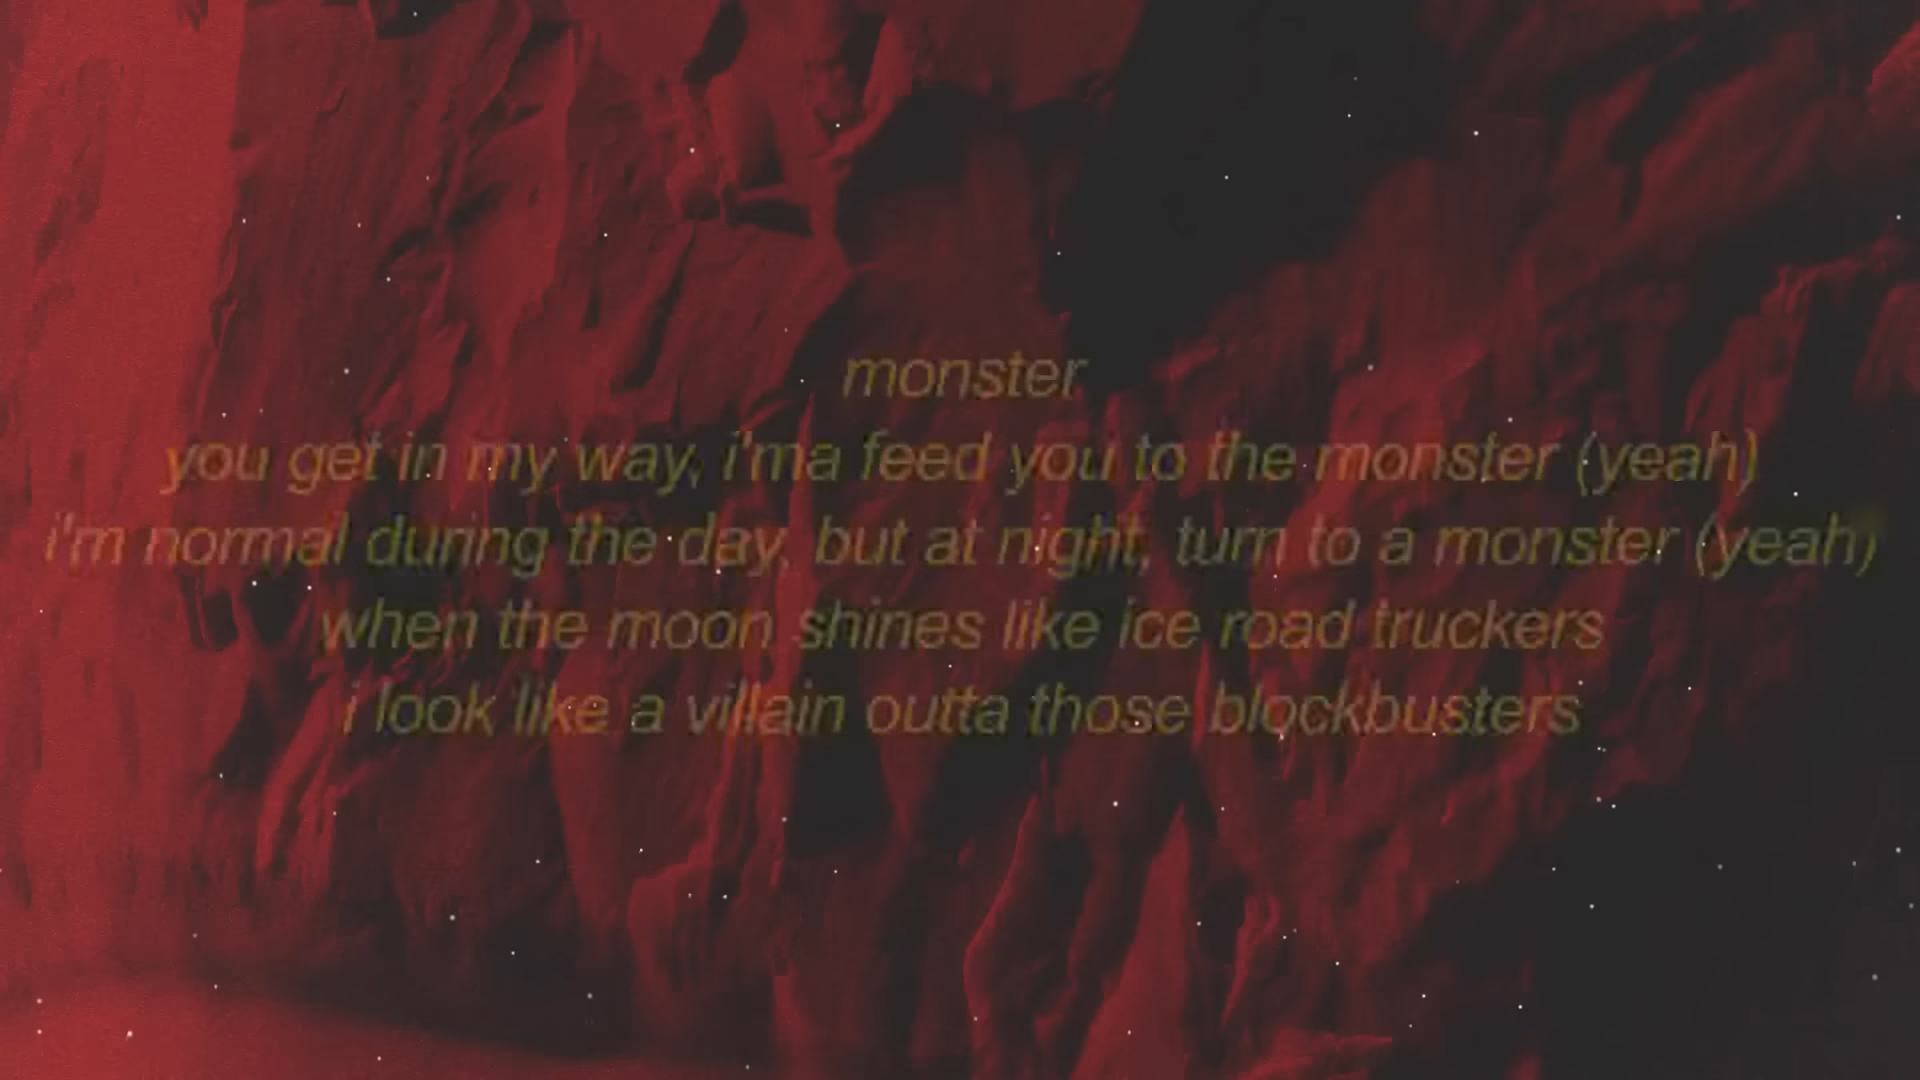 monster
you get in my way, i'ma feed you to the monster (yeah)
i'm normal during the day, but at night, turn to a monster (yeah)
when the moon shines like ice road truckers
i look like a villain outta those blockbusters